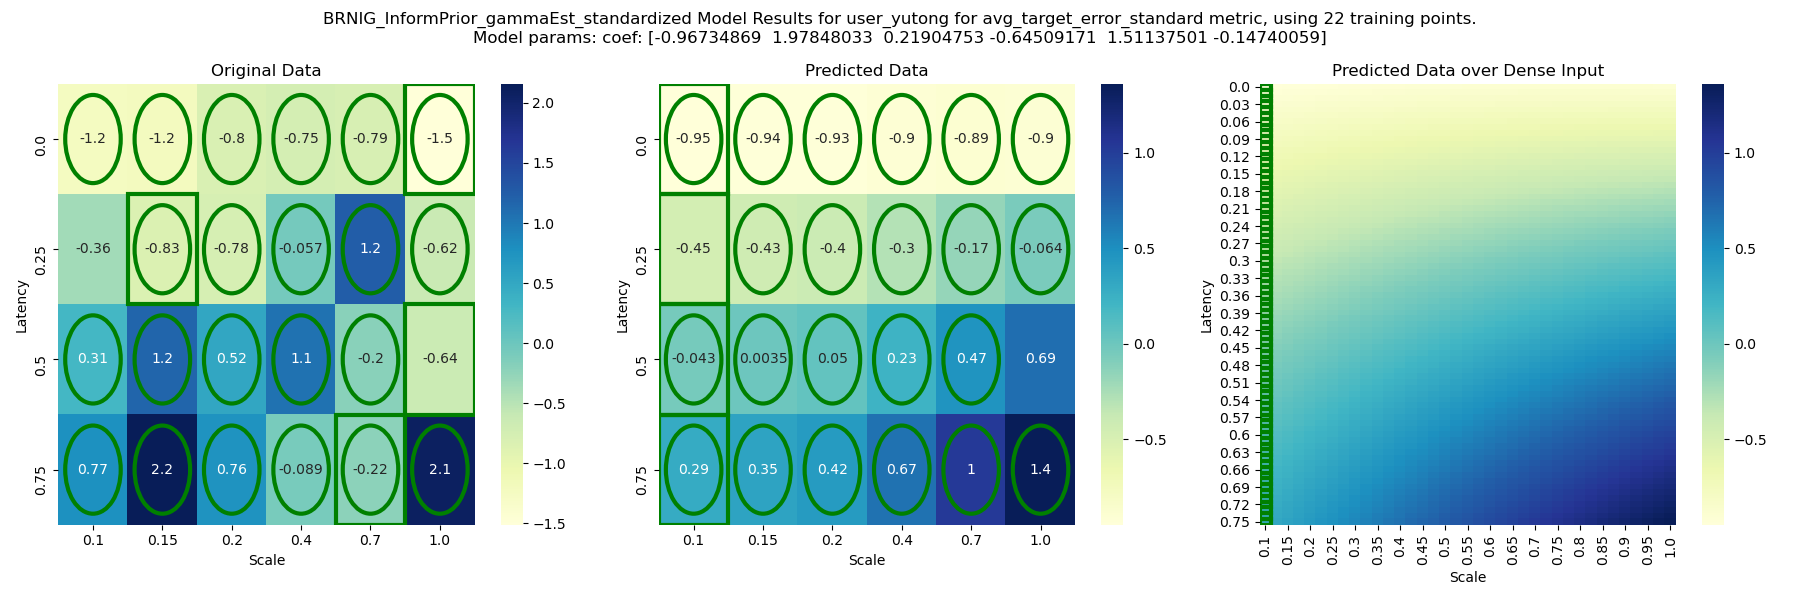 BRNIG_InformPrior_gammaEst_standardized Model Results for user_yutong for avg_target_error_standard metric, using 22 training points.
Model params: coef: [-0.96734869  1.97848033  0.21904753 -0.64509171  1.51137501 -0.14740059]
Original Data
Latency
0.0
0.25
0.5
0.75
-1.2 -1.2 -0.8 -0.75 -0.79 -1.5
-0.36 -0.83 -0.78 -0.057 1.2 -0.62
0.31 1.2 0.52 1.1 -0.2 -0.64
0.77 2.2 0.76 -0.089 -0.22 2.1
0.1 0.15 0.2 0.4 0.7 1.0
Scale
2.0
1.5
1.0
0.5
0.0
−0.5
−1.0
−1.5
Predicted Data
Latency
0.0
0.25
0.5
0.75
-0.95 -0.94 -0.93 -0.9 -0.89 -0.9
-0.45 -0.43 -0.4 -0.3 -0.17 -0.064
-0.043 0.0035 0.05 0.23 0.47 0.69
0.29 0.35 0.42 0.67 1 1.4
0.1 0.15 0.2 0.4 0.7 1.0
Scale
1.0
0.5
0.0
−0.5
Predicted Data over Dense Input
Latency
0.0
0.03
0.06
0.09
0.12
0.15
0.18
0.21
0.24
0.27
0.3
0.33
0.36
0.39
0.42
0.45
0.48
0.51
0.54
0.57
0.6
0.63
0.66
0.69
0.72
0.75
0.1 0.15 0.2 0.25 0.3 0.35 0.4 0.45 0.5 0.55 0.6 0.65 0.7 0.75 0.8 0.85 0.9 0.95 1.0
Scale
1.0
0.5
0.0
−0.5